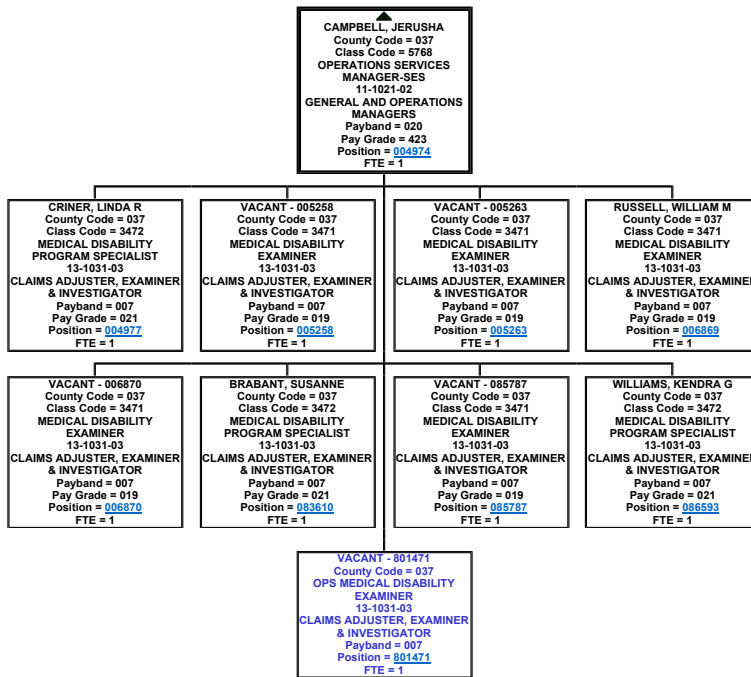 CAMPBELL, JERUSHA
County Code = 037
Class Code = 5768
OPERATIONS SERVICES
MANAGER-SES
11-1021-02
GENERAL AND OPERATIONS
MANAGERS
Payband = 020
Pay Grade = 423
Position = 004974
FTE = 1
CRINER, LINDA R
County Code = 037
Class Code = 3472
MEDICAL DISABILITY
PROGRAM SPECIALIST
13-1031-03
CLAIMS ADJUSTER, EXAMINER
& INVESTIGATOR
Payband = 007
Pay Grade = 021
Position = 004977
FTE = 1
VACANT - 005258
County Code = 037
Class Code = 3471
MEDICAL DISABILITY
EXAMINER
13-1031-03
CLAIMS ADJUSTER, EXAMINER
& INVESTIGATOR
Payband = 007
Pay Grade = 019
Position = 005258
FTE = 1
VACANT - 005263
County Code = 037
Class Code = 3471
MEDICAL DISABILITY
EXAMINER
13-1031-03
CLAIMS ADJUSTER, EXAMINER
& INVESTIGATOR
Payband = 007
Pay Grade = 019
Position = 005263
FTE = 1
RUSSELL, WILLIAM M
County Code = 037
Class Code = 3471
MEDICAL DISABILITY
EXAMINER
13-1031-03
CLAIMS ADJUSTER, EXAMINER
& INVESTIGATOR
Payband = 007
Pay Grade = 019
Position = 006869
FTE = 1
VACANT - 006870
County Code = 037
Class Code = 3471
MEDICAL DISABILITY
EXAMINER
13-1031-03
CLAIMS ADJUSTER, EXAMINER
& INVESTIGATOR
Payband = 007
Pay Grade = 019
Position = 006870
FTE = 1
BRABANT, SUSANNE
County Code = 037
Class Code = 3472
MEDICAL DISABILITY
PROGRAM SPECIALIST
13-1031-03
CLAIMS ADJUSTER, EXAMINER
& INVESTIGATOR
Payband = 007
Pay Grade = 021
Position = 083610
FTE = 1
VACANT - 085787
County Code = 037
Class Code = 3471
MEDICAL DISABILITY
EXAMINER
13-1031-03
CLAIMS ADJUSTER, EXAMINER
& INVESTIGATOR
Payband = 007
Pay Grade = 019
Position = 085787
FTE = 1
WILLIAMS, KENDRA G
County Code = 037
Class Code = 3472
MEDICAL DISABILITY
PROGRAM SPECIALIST
13-1031-03
CLAIMS ADJUSTER, EXAMINER
& INVESTIGATOR
Payband = 007
Pay Grade = 021
Position = 086593
FTE = 1
VACANT - 801471
County Code = 037
OPS MEDICAL DISABILITY
EXAMINER
13-1031-03
CLAIMS ADJUSTER, EXAMINER
& INVESTIGATOR
Payband = 007
Position = 801471
FTE = 1